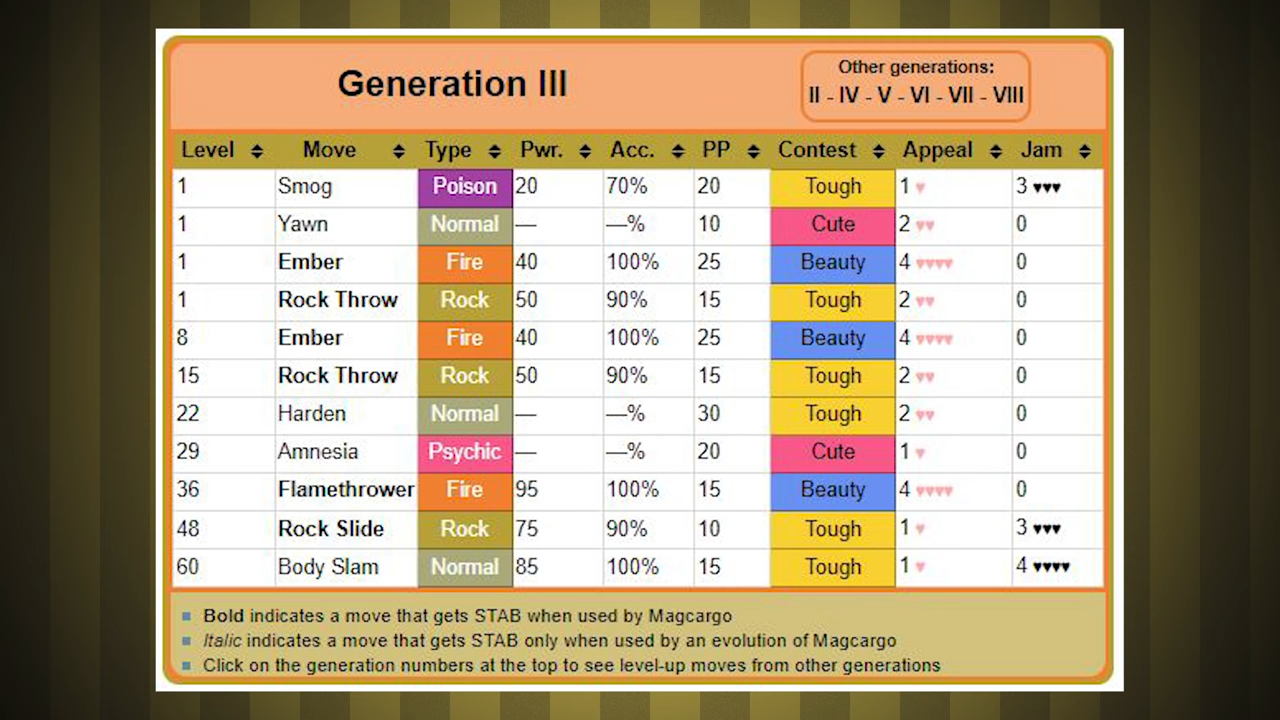 Generation III
Other generations:
II - IV - V - VI - VII - VIII
Level Move Type Pwr. Acc. PP Contest Appeal Jam
1 Smog Poison 20 70% 20 Tough 1 ♥ 3 ♥♥♥
1 Yawn Normal — —% 10 Cute 2 ♥♥ 0
1 Ember Fire 40 100% 25 Beauty 4 ♥♥♥♥ 0
1 Rock Throw Rock 50 90% 15 Tough 2 ♥♥ 0
8 Ember Fire 40 100% 25 Beauty 4 ♥♥♥♥ 0
15 Rock Throw Rock 50 90% 15 Tough 2 ♥♥ 0
22 Harden Normal — —% 30 Tough 2 ♥♥ 0
29 Amnesia Psychic — —% 20 Cute 1 ♥ 0
36 Flamethrower Fire 95 100% 15 Beauty 4 ♥♥♥♥ 0
48 Rock Slide Rock 75 90% 10 Tough 1 ♥ 3 ♥♥♥
60 Body Slam Normal 85 100% 15 Tough 1 ♥ 4 ♥♥♥♥
Bold indicates a move that gets STAB when used by Magcargo
Italic indicates a move that gets STAB only when used by an evolution of Magcargo
Click on the generation numbers at the top to see level-up moves from other generations